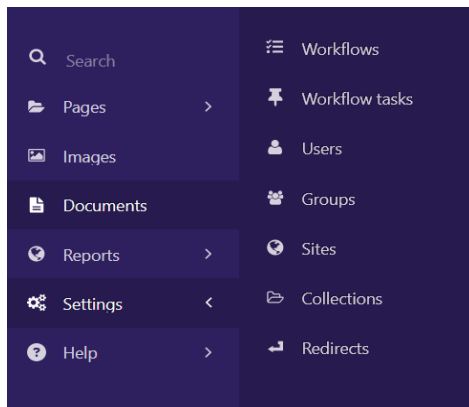 Search
Pages
Images
Documents
Reports
Settings
Help
Workflows
Workflow tasks
Users
Groups
Sites
Collections
Redirects